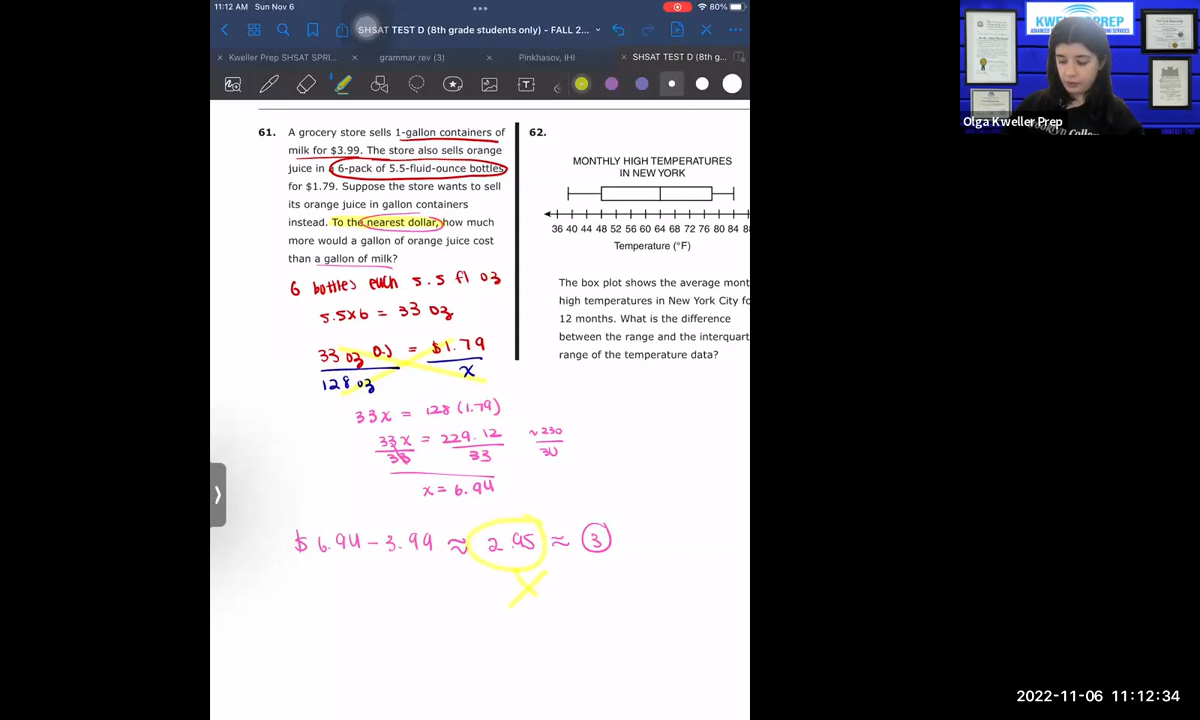 11:12 AM Sun Nov 6
80%
SHSAT TEST D (8th grade students only) – FALL 2...
Kweller Prep SHSAT SPRI...
grammar rev (3)
Pinkhasov, IHI
SHSAT TEST D (8th g...
61. A grocery store sells 1-gallon containers of
milk for $3.99. The store also sells orange
juice in a 6-pack of 5.5-fluid-ounce bottles
for $1.79. Suppose the store wants to sell
its orange juice in gallon containers
instead. To the nearest dollar, how much
more would a gallon of orange juice cost
than a gallon of milk?
6 bottles each 5.5 fl oz
5.5x6 = 33 oz
33 oz O.J = $1.79
128 oz x
33x = 128 (1.79)
33x = 229.12 ~230
33 33 30
x = 6.94
$6.94 - 3.99 ≈ 2.95 ≈ 3
62.
MONTHLY HIGH TEMPERATURES
IN NEW YORK
36 40 44 48 52 56 60 64 68 72 76 80 84 8
Temperature (°F)
The box plot shows the average mont
high temperatures in New York City fo
12 months. What is the difference
between the range and the interquart
range of the temperature data?
KWELLER PREP
Olga Kweller Prep
2022-11-06 11:12:34